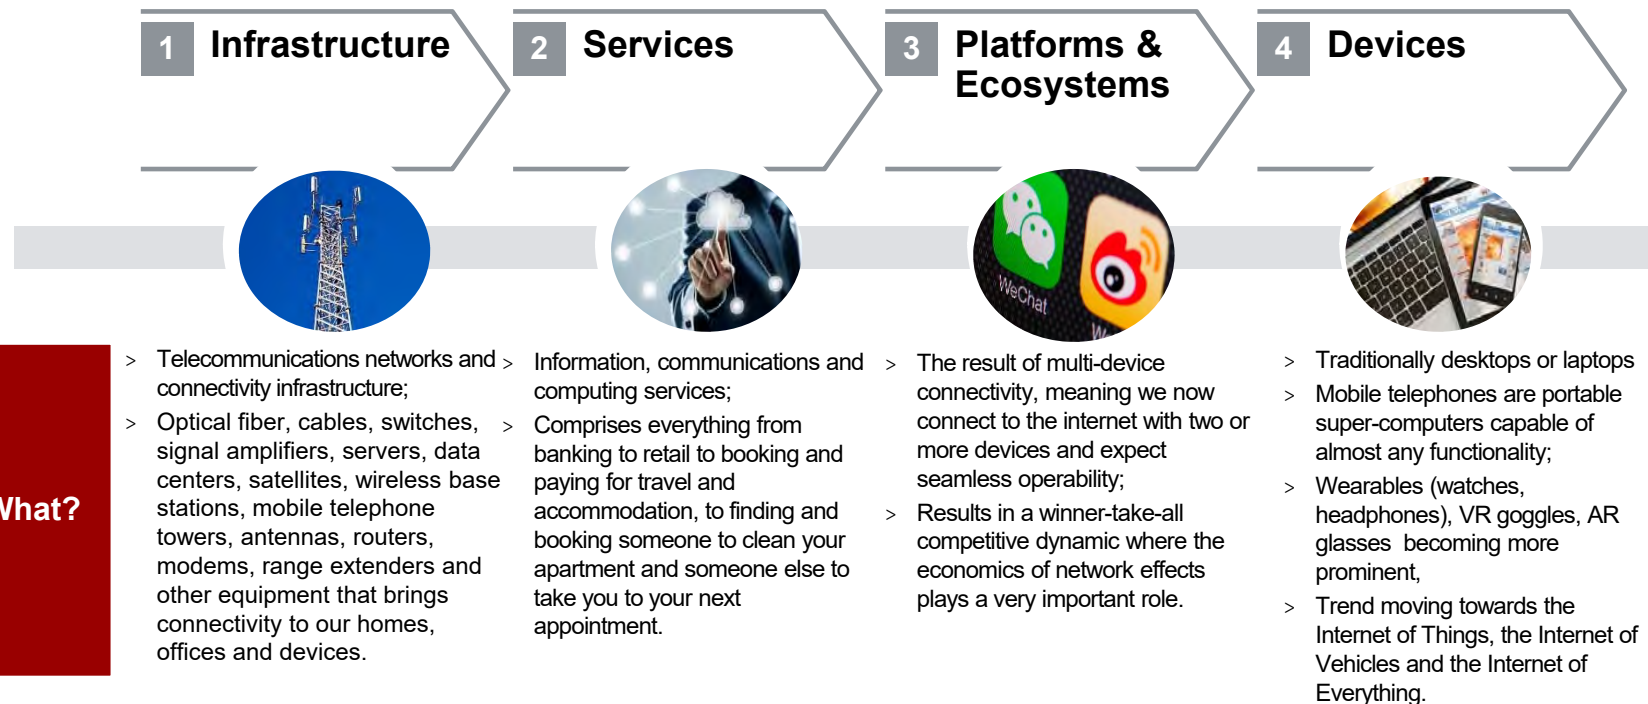 1 Infrastructure
2 Services
3 Platforms &
Ecosystems
4 Devices
WeChat
What?
> Telecommunications networks and
connectivity infrastructure;
> Optical fiber, cables, switches,
signal amplifiers, servers, data
centers, satellites, wireless base
stations, mobile telephone
towers, antennas, routers,
modems, range extenders and
other equipment that brings
connectivity to our homes,
offices and devices.
> Information, communications and
computing services;
> Comprises everything from
banking to retail to booking and
paying for travel and
accommodation, to finding and
booking someone to clean your
apartment and someone else to
take you to your next
appointment.
> The result of multi-device
connectivity, meaning we now
connect to the internet with two or
more devices and expect
seamless operability;
> Results in a winner-take-all
competitive dynamic where the
economics of network effects
plays a very important role.
> Traditionally desktops or laptops
> Mobile telephones are portable
super-computers capable of
almost any functionality;
> Wearables (watches,
headphones), VR goggles, AR
glasses becoming more
prominent,
> Trend moving towards the
Internet of Things, the Internet of
Vehicles and the Internet of
Everything.